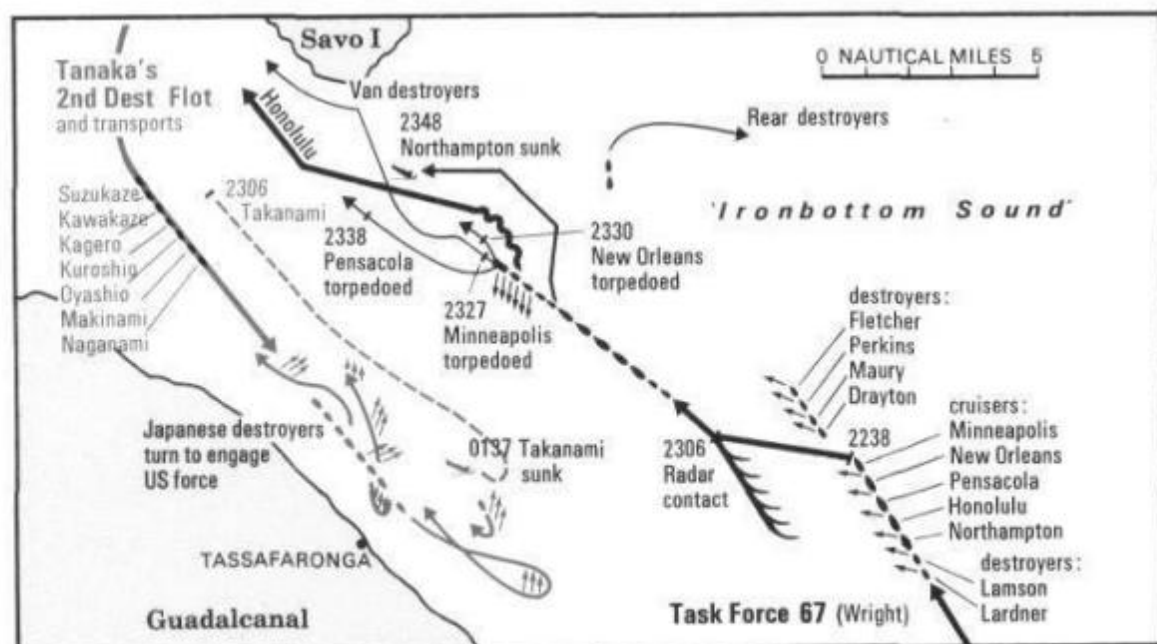 Savo I
Tanaka's
2nd Dest Flot
and transports
Van destroyers
Honolulu
2348
Northampton sunk
0 NAUTICAL MILES 5
Rear destroyers
'Ironbottom Sound'
Suzukaze
Kawakaze
Kagero
Kuroshio
Oyashio
Makinami
Naganami
2306
Takanami
2338
Pensacola
torpedoed
2330
New Orleans
torpedoed
2327
Minneapolis
torpedoed
destroyers:
Fletcher
Perkins
Maury
Drayton
cruisers:
Minneapolis
New Orleans
Pensacola
Honolulu
Northampton
2238
2306
Radar
contact
Japanese destroyers
turn to engage
US force
0137 Takanami
sunk
TASSAFARONGA
destroyers:
Lamson
Lardner
Guadalcanal
Task Force 67 (Wright)